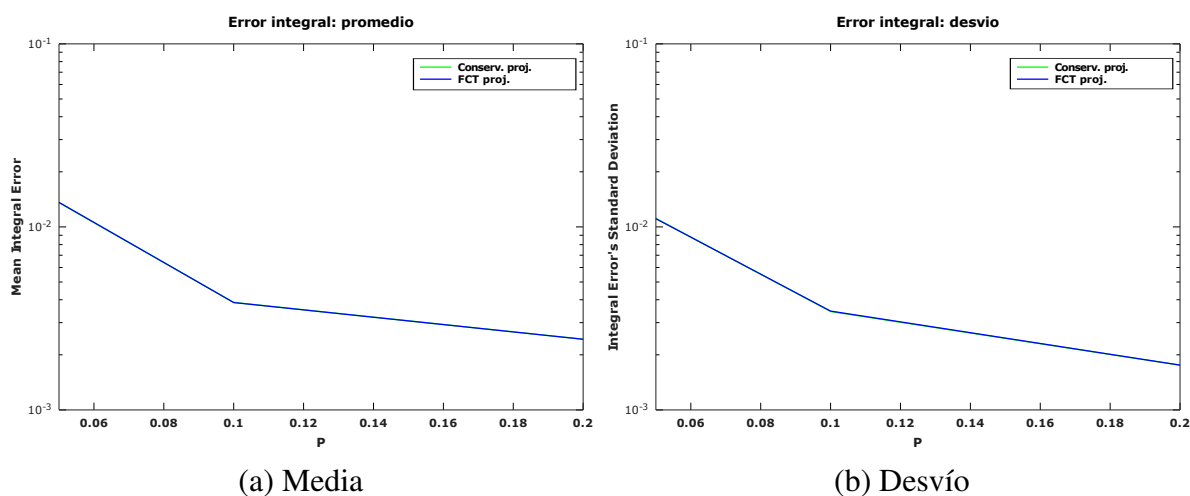 Error integral: promedio
10^-1
10^-2
10^-3
Mean Integral Error
Conserv. proj.
FCT proj.
0.06 0.08 0.1 0.12 0.14 0.16 0.18 0.2
P
(a) Media
Error integral: desvio
10^-1
10^-2
10^-3
Integral Error's Standard Deviation
Conserv. proj.
FCT proj.
0.06 0.08 0.1 0.12 0.14 0.16 0.18 0.2
P
(b) Desvío